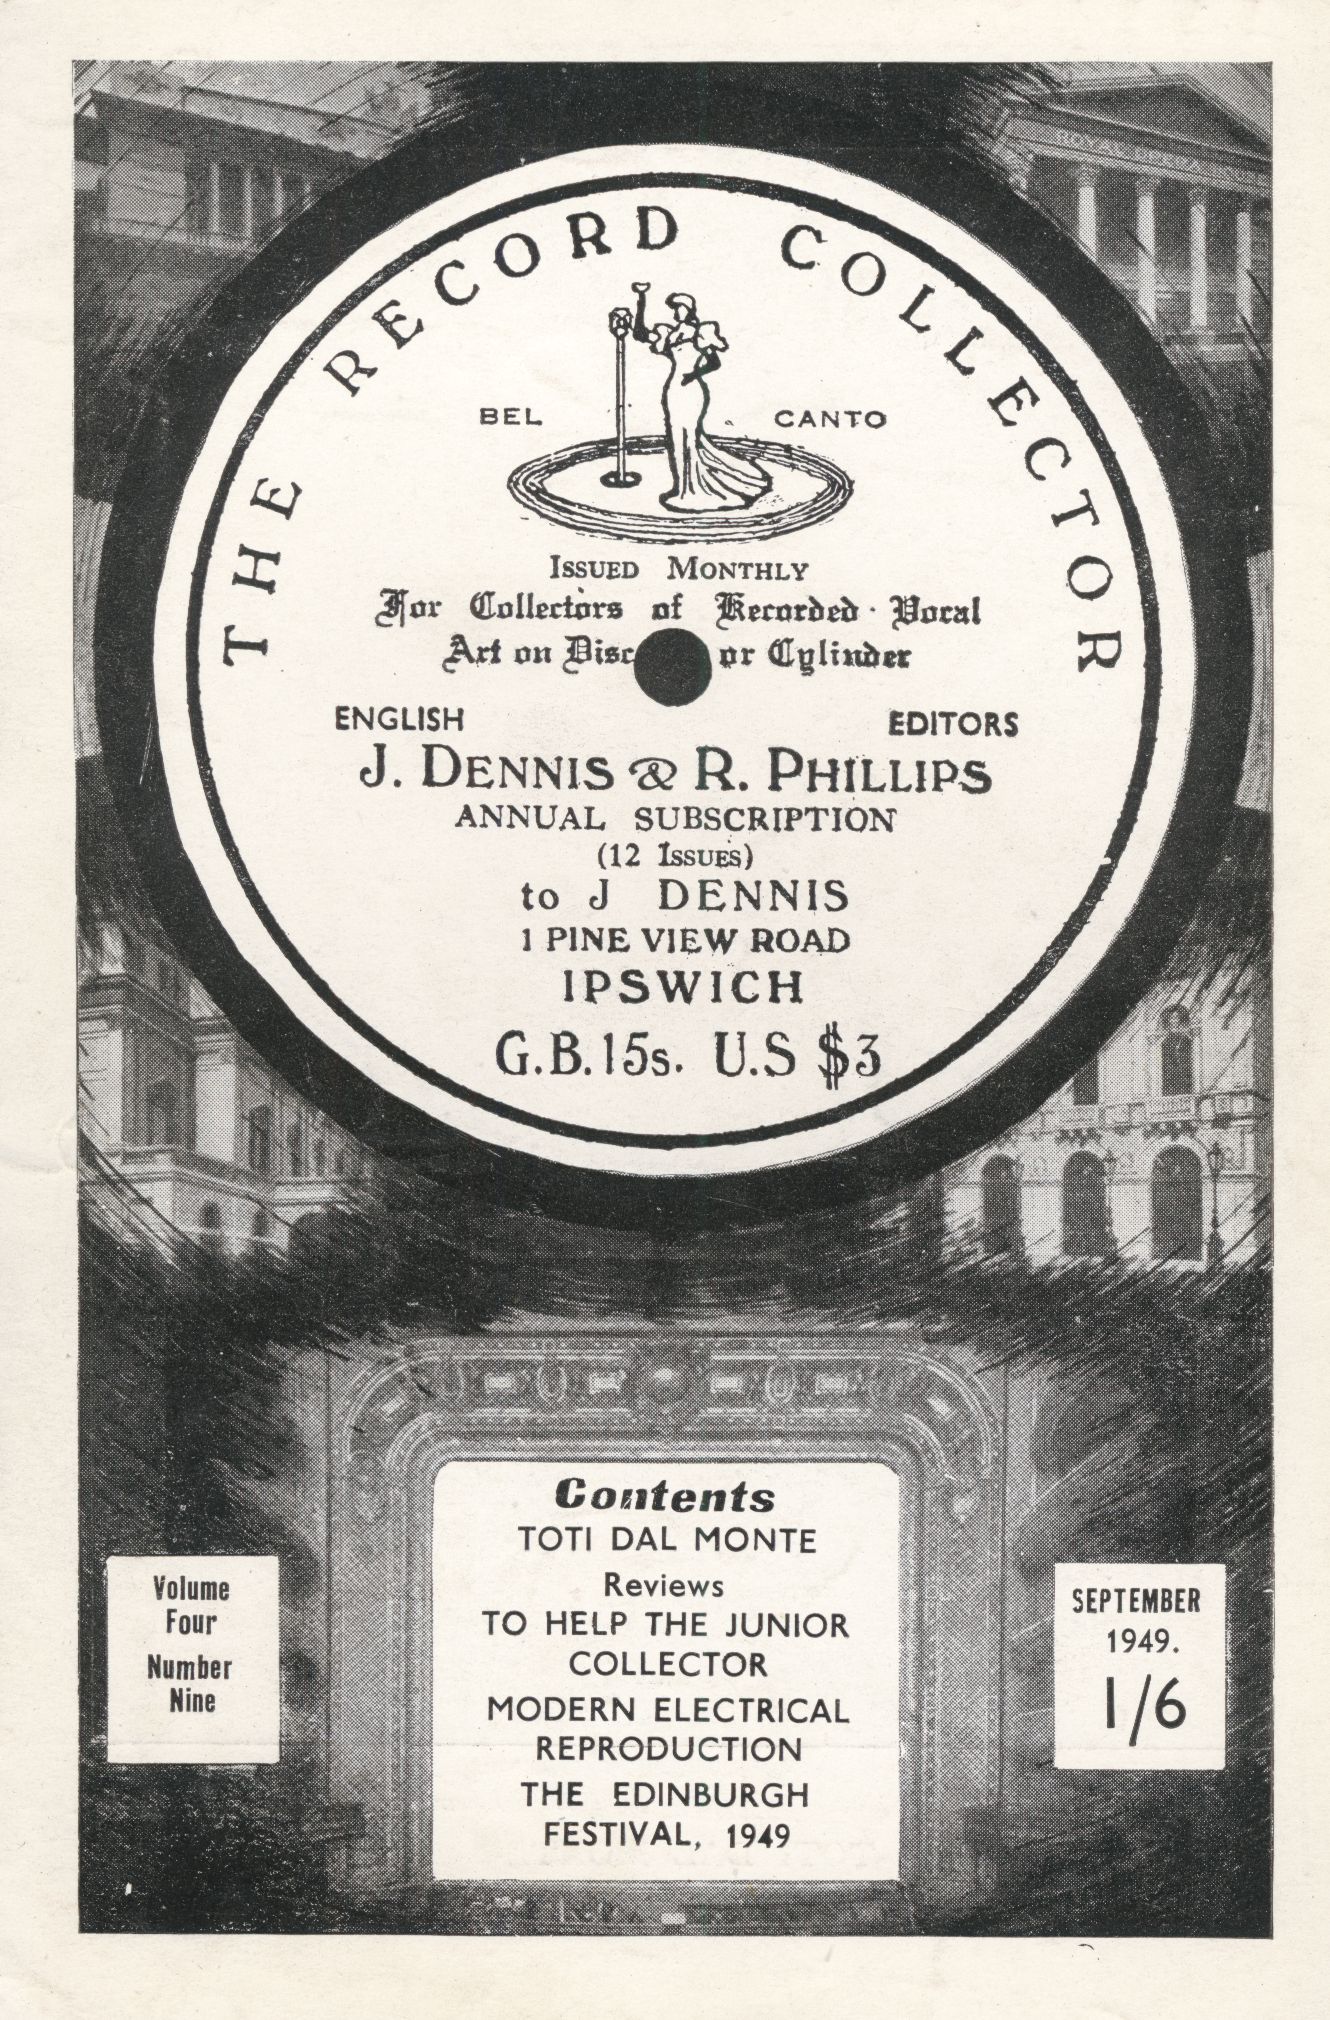 ROYAL OPERA
THE RECORD COLLECTOR
BEL CANTO
ISSUED MONTHLY
For Collectors of Recorded · Vocal
Art on Disc or Cylinder
ENGLISH EDITORS
J. DENNIS & R. PHILLIPS
ANNUAL SUBSCRIPTION
(12 ISSUES)
to J DENNIS
1 PINE VIEW ROAD
IPSWICH
G.B. 15s. U.S $3
Contents
TOTI DAL MONTE
Reviews
TO HELP THE JUNIOR
COLLECTOR
MODERN ELECTRICAL
REPRODUCTION
THE EDINBURGH
FESTIVAL, 1949
Volume
Four
Number
Nine
SEPTEMBER
1949.
1/6